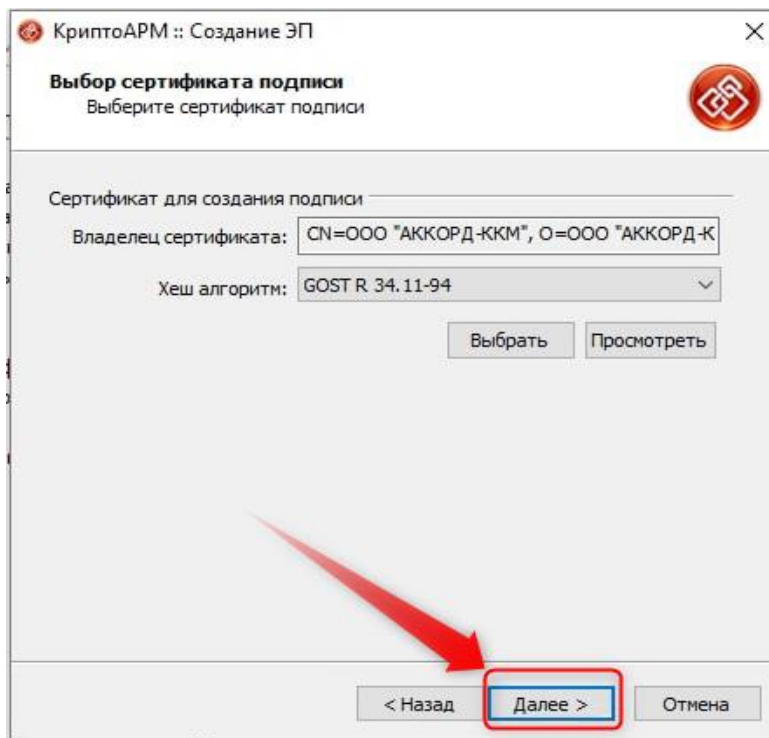 КриптоАРМ :: Создание ЭП
Выбор сертификата подписи
Выберите сертификат подписи
Сертификат для создания подписи
Владелец сертификата: CN=ООО "АККОРД-ККМ", O=ООО "АККОРД-К
Хеш алгоритм: GOST R 34.11-94
Выбрать Просмотреть
< Назад Далее > Отмена